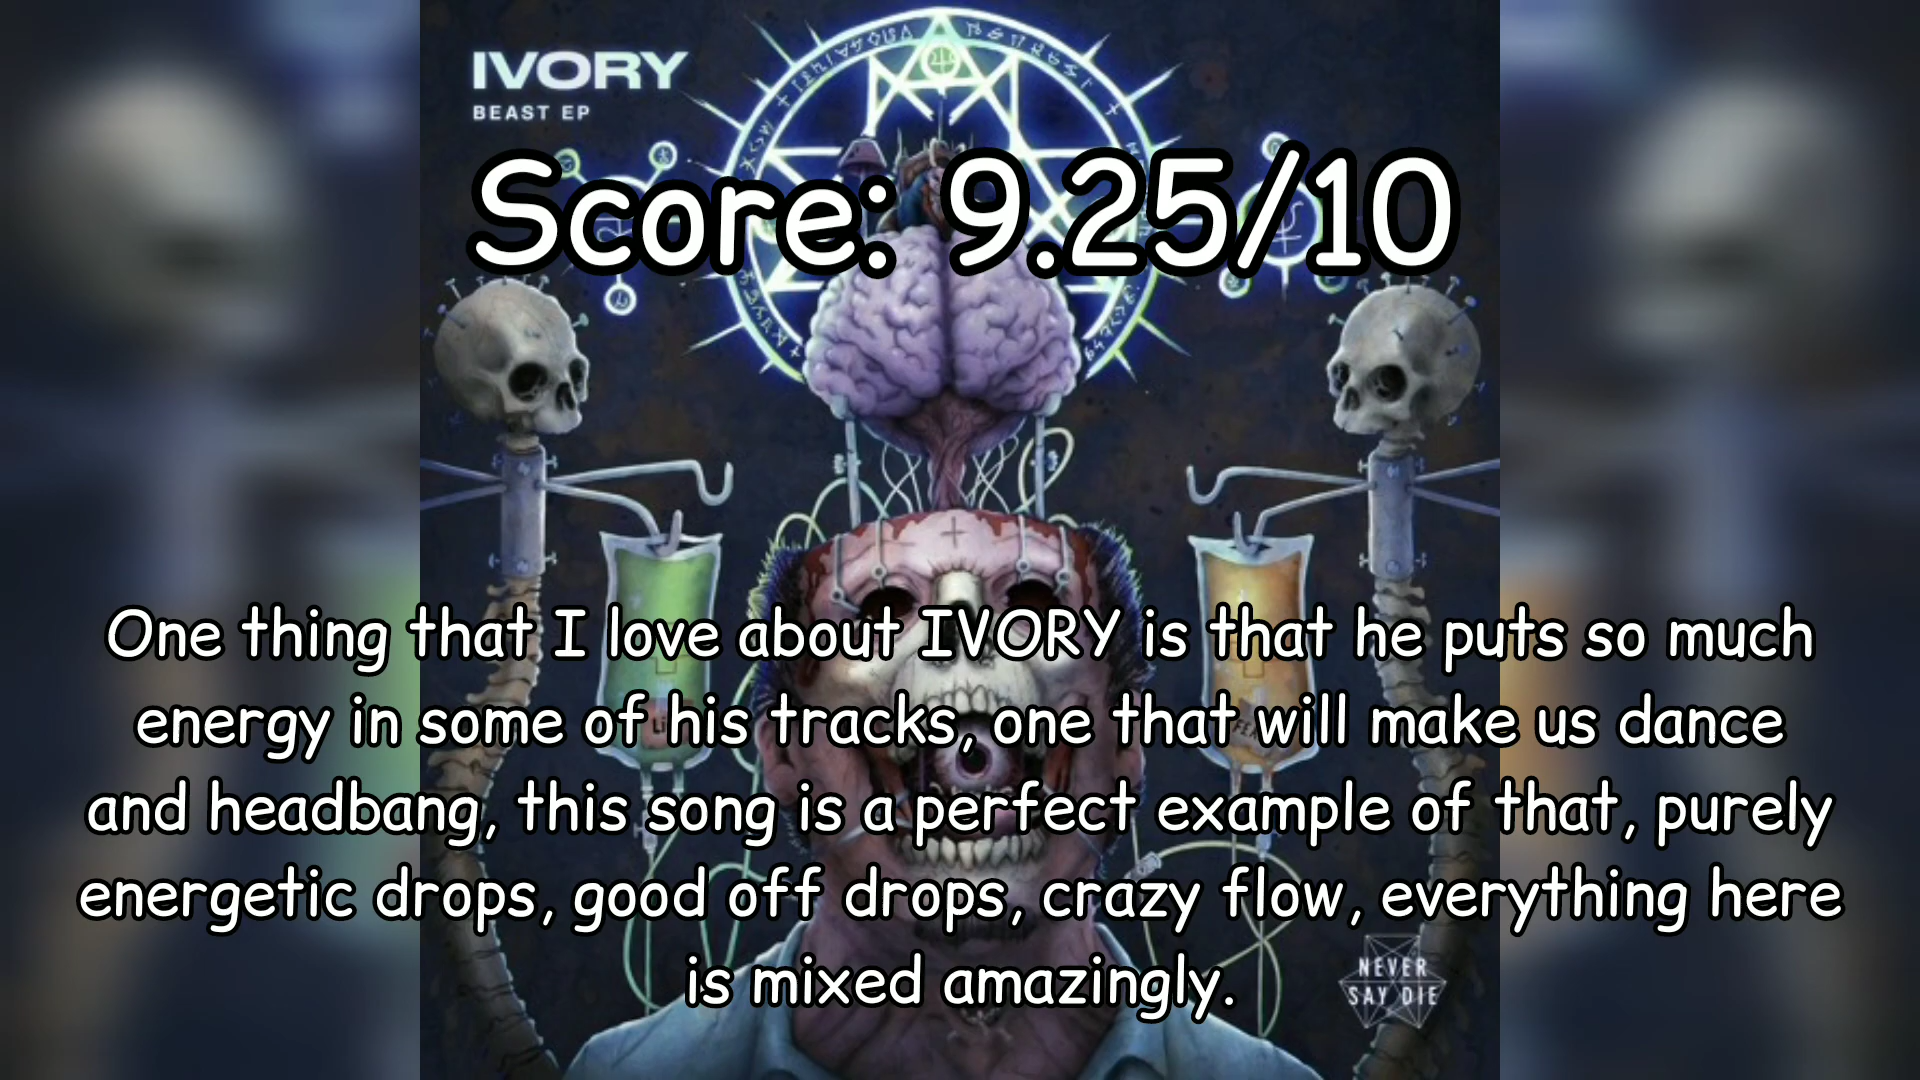 IVORY
BEAST EP
Score: 9.25/10
One thing that I love about IVORY is that he puts so much
energy in some of his tracks, one that will make us dance
and headbang, this song is a perfect example of that, purely
energetic drops, good off drops, crazy flow, everything here
is mixed amazingly.
NEVER
SAY DIE